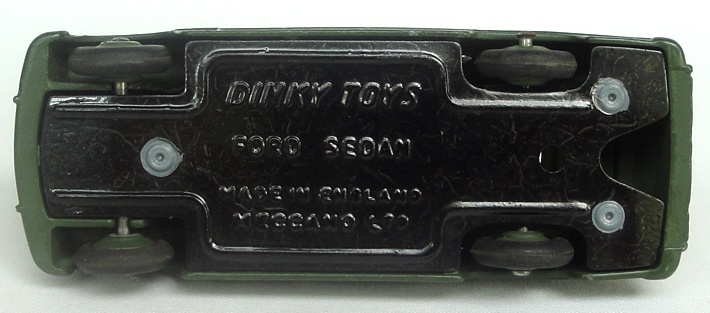 DINKY TOYS
FORD SEDAN
MADE IN ENGLAND
MECCANO LTD